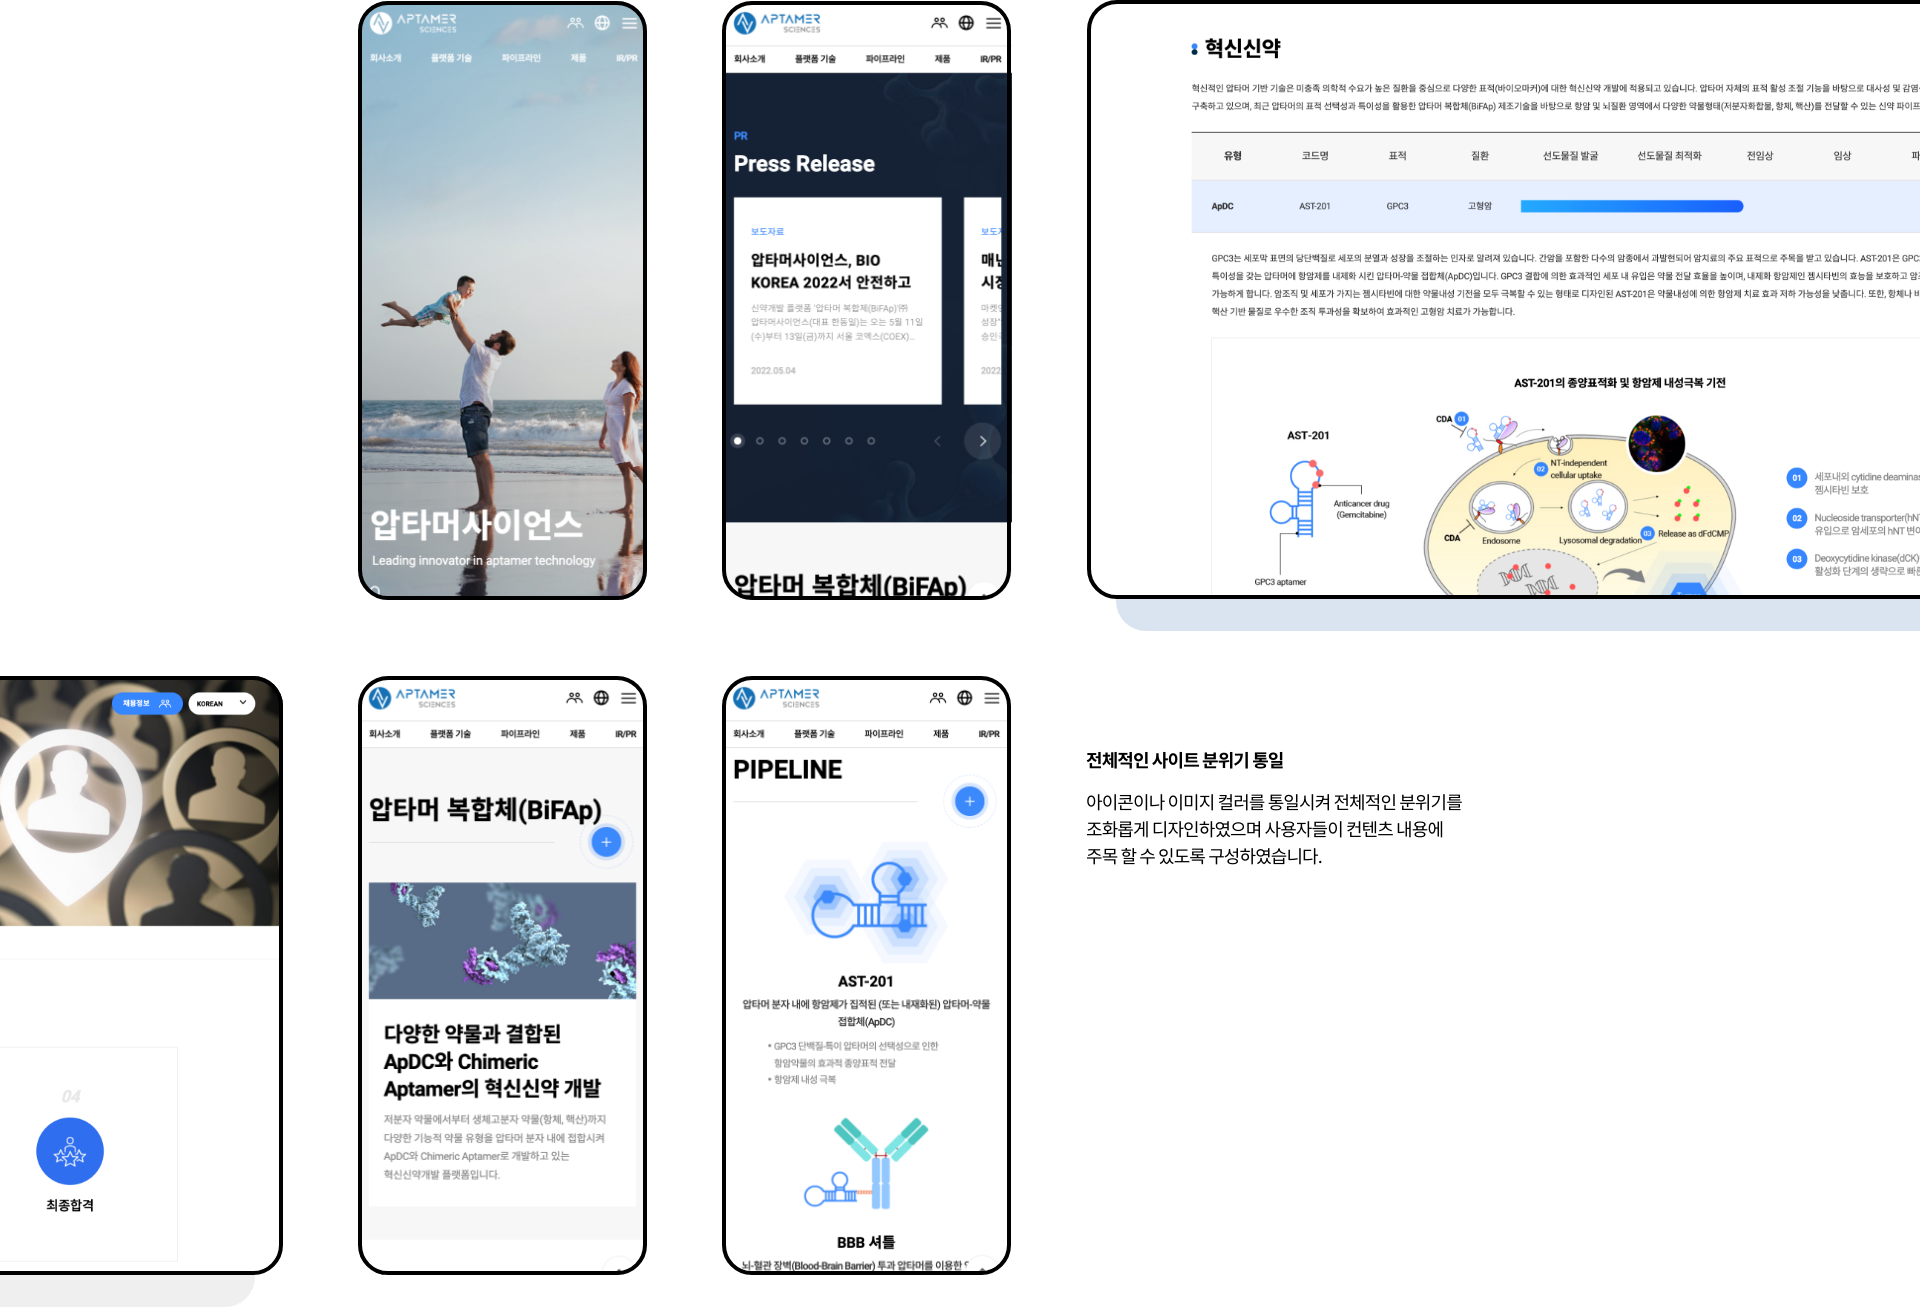 APTAMER
SCIENCES
회사소개 플랫폼 기술 파이프라인 제품 IR/PR
압타머사이언스
Leading innovator in aptamer technology
APTAMER
SCIENCES
회사소개 플랫폼 기술 파이프라인 제품 IR/PR
PR
Press Release
보도자료
압타머사이언스, BIO
KOREA 2022서 안전하고
신약개발 플랫폼 '압타머 복합체(BiFAp)'㈜
압타머사이언스(대표 한동일)는 오는 5월 11일
(수)부터 13일(금)까지 서울 코엑스(COEX)...
2022.05.04
2022
압타머 복합체(BiFAp)
혁신신약
혁신적인 압타머 기반 기술은 미충족 의학적 수요가 높은 질환을 중심으로 다양한 표적(바이오마커)에 대한 혁신신약 개발에 적용되고 있습니다. 압타머 자체의 표적 활성 조절 기능을 바탕으로 대사성 및 감염
구축하고 있으며, 최근 압타머의 표적 선택성과 특이성을 활용한 압타머 복합체(BiFAp) 제조기술을 바탕으로 항암 및 뇌질환 영역에서 다양한 약물형태(저분자화합물, 항체, 핵산)를 전달할 수 있는 신약 파이프
유형 코드명 표적 질환 선도물질 발굴 선도물질 최적화 전임상 임상
ApDC AST-201 GPC3 고형암
GPC3는 세포막 표면의 당단백질로 세포의 분열과 성장을 조절하는 인자로 알려져 있습니다. 간암을 포함한 다수의 암종에서 과발현되어 암치료의 주요 표적으로 주목을 받고 있습니다. AST-201은 GPC
특이성을 갖는 압타머에 항암제를 내제화 시킨 압타머-약물 접합체(ApDC)입니다. GPC3 결합에 의한 효과적인 세포 내 유입은 약물 전달 효율을 높이며, 내제화 항암제인 젬시타빈의 효능을 보호하고 암
가능하게 합니다. 암조직 및 세포가 가지는 젬시타빈에 대한 약물내성 기전을 모두 극복할 수 있는 형태로 디자인된 AST-201은 약물내성에 의한 항암제 치료 효과 저하 가능성을 낮춥니다. 또한, 항체나
핵산 기반 물질로 우수한 조직 투과성을 확보하여 효과적인 고형암 치료가 가능합니다.
AST-201의 종양표적화 및 항암제 내성극복 기전
AST-201
Anticancer drug
(Gemcitabine)
GPC3 aptamer
CDA 01
02 NT-independent
cellular uptake
CDA
Endosome
Lysosomal degradation
03 Release as dFdCMP
01 세포내외 cytidine deaminas
젬시타빈 보호
02 Nucleoside transporter(hNT
유입으로 암세포의 hNT 변이
03 Deoxycytidine kinase(dCK)
활성화 단계의 생략으로 빠른
채용정보
KOREAN
04
최종합격
APTAMER
SCIENCES
회사소개 플랫폼 기술 파이프라인 제품 IR/PR
압타머 복합체(BiFAp)
다양한 약물과 결합된
ApDC와 Chimeric
Aptamer의 혁신신약 개발
저분자 약물에서부터 생체고분자 약물(항체, 핵산)까지
다양한 기능적 약물 유형을 압타머 분자 내에 접합시켜
ApDC와 Chimeric Aptamer로 개발하고 있는
혁신신약개발 플랫폼입니다.
APTAMER
SCIENCES
회사소개 플랫폼 기술 파이프라인 제품 IR/PR
PIPELINE
AST-201
압타머 분자 내에 항암제가 집적된 (또는 내재화된) 압타머-약물
접합체(ApDC)
• GPC3 단백질-특이 압타머의 선택성으로 인한
항암약물의 효과적 종양표적 전달
• 항암제 내성 극복
BBB 셔틀
뇌-혈관 장벽(Blood-Brain Barrier) 투과 압타머를 이용한
전체적인 사이트 분위기 통일
아이콘이나 이미지 컬러를 통일시켜 전체적인 분위기를
조화롭게 디자인하였으며 사용자들이 컨텐츠 내용에
주목 할 수 있도록 구성하였습니다.